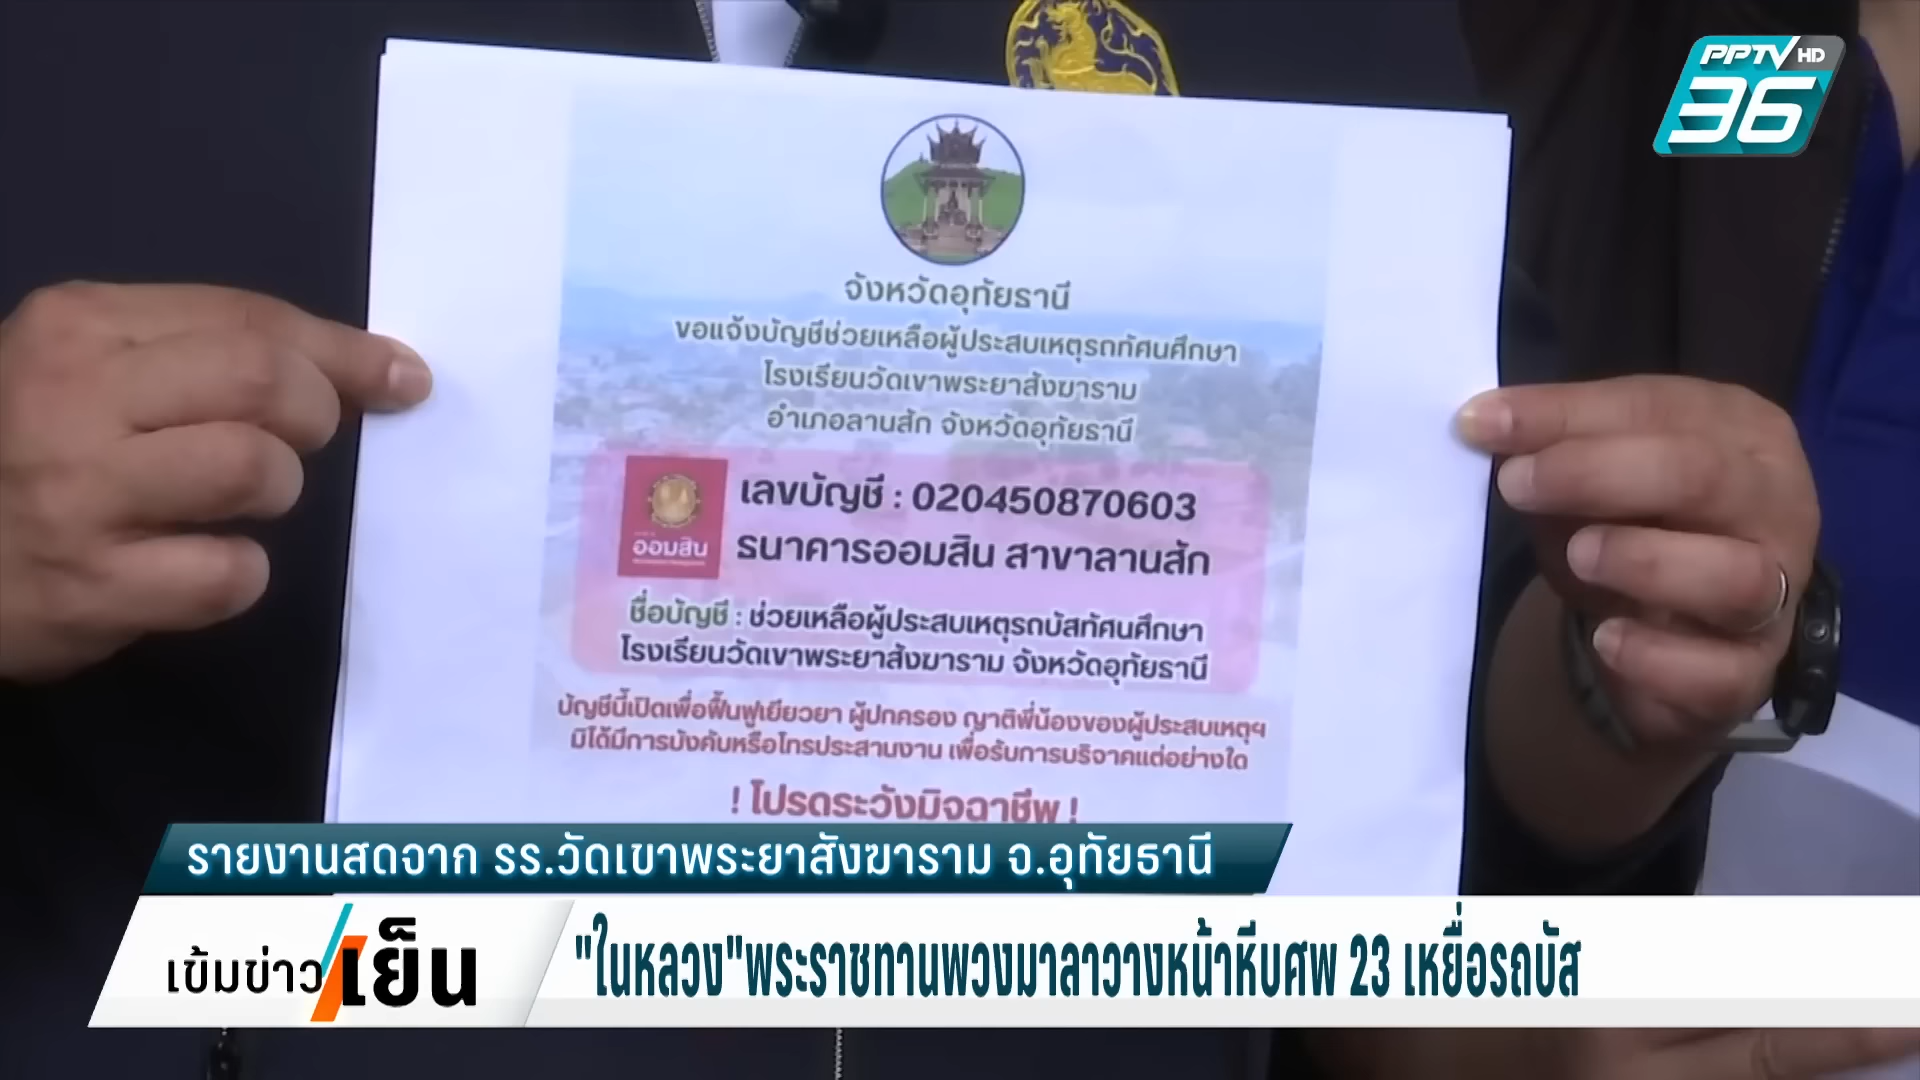 PPTV HD
36
จังหวัดอุทัยธานี
ขอแจ้งบัญชีช่วยเหลือผู้ประสบเหตุรถทัศนศึกษา
โรงเรียนวัดเขาพระยาสังฆาราม
อำเภอลานสัก จังหวัดอุทัยธานี
เลขบัญชี : 020450870603
ออมสิน
ธนาคารออมสิน สาขาลานสัก
ชื่อบัญชี : ช่วยเหลือผู้ประสบเหตุรถบัสทัศนศึกษา
โรงเรียนวัดเขาพระยาสังฆาราม จังหวัดอุทัยธานี
บัญชีนี้เปิดเพื่อฟื้นฟูเยียวยา ผู้ปกครอง ญาติพี่น้องของผู้ประสบเหตุฯ
มิได้มีการบังคับหรือโทรประสานงาน เพื่อรับการบริจาคแต่อย่างใด
! โปรดระวังมิจฉาชีพ !
รายงานสดจาก รร.วัดเขาพระยาสังฆาราม จ.อุทัยธานี
เข้มข่าวเย็น
"ในหลวง"พระราชทานพวงมาลาวางหน้าหีบศพ 23 เหยื่อรถบัส